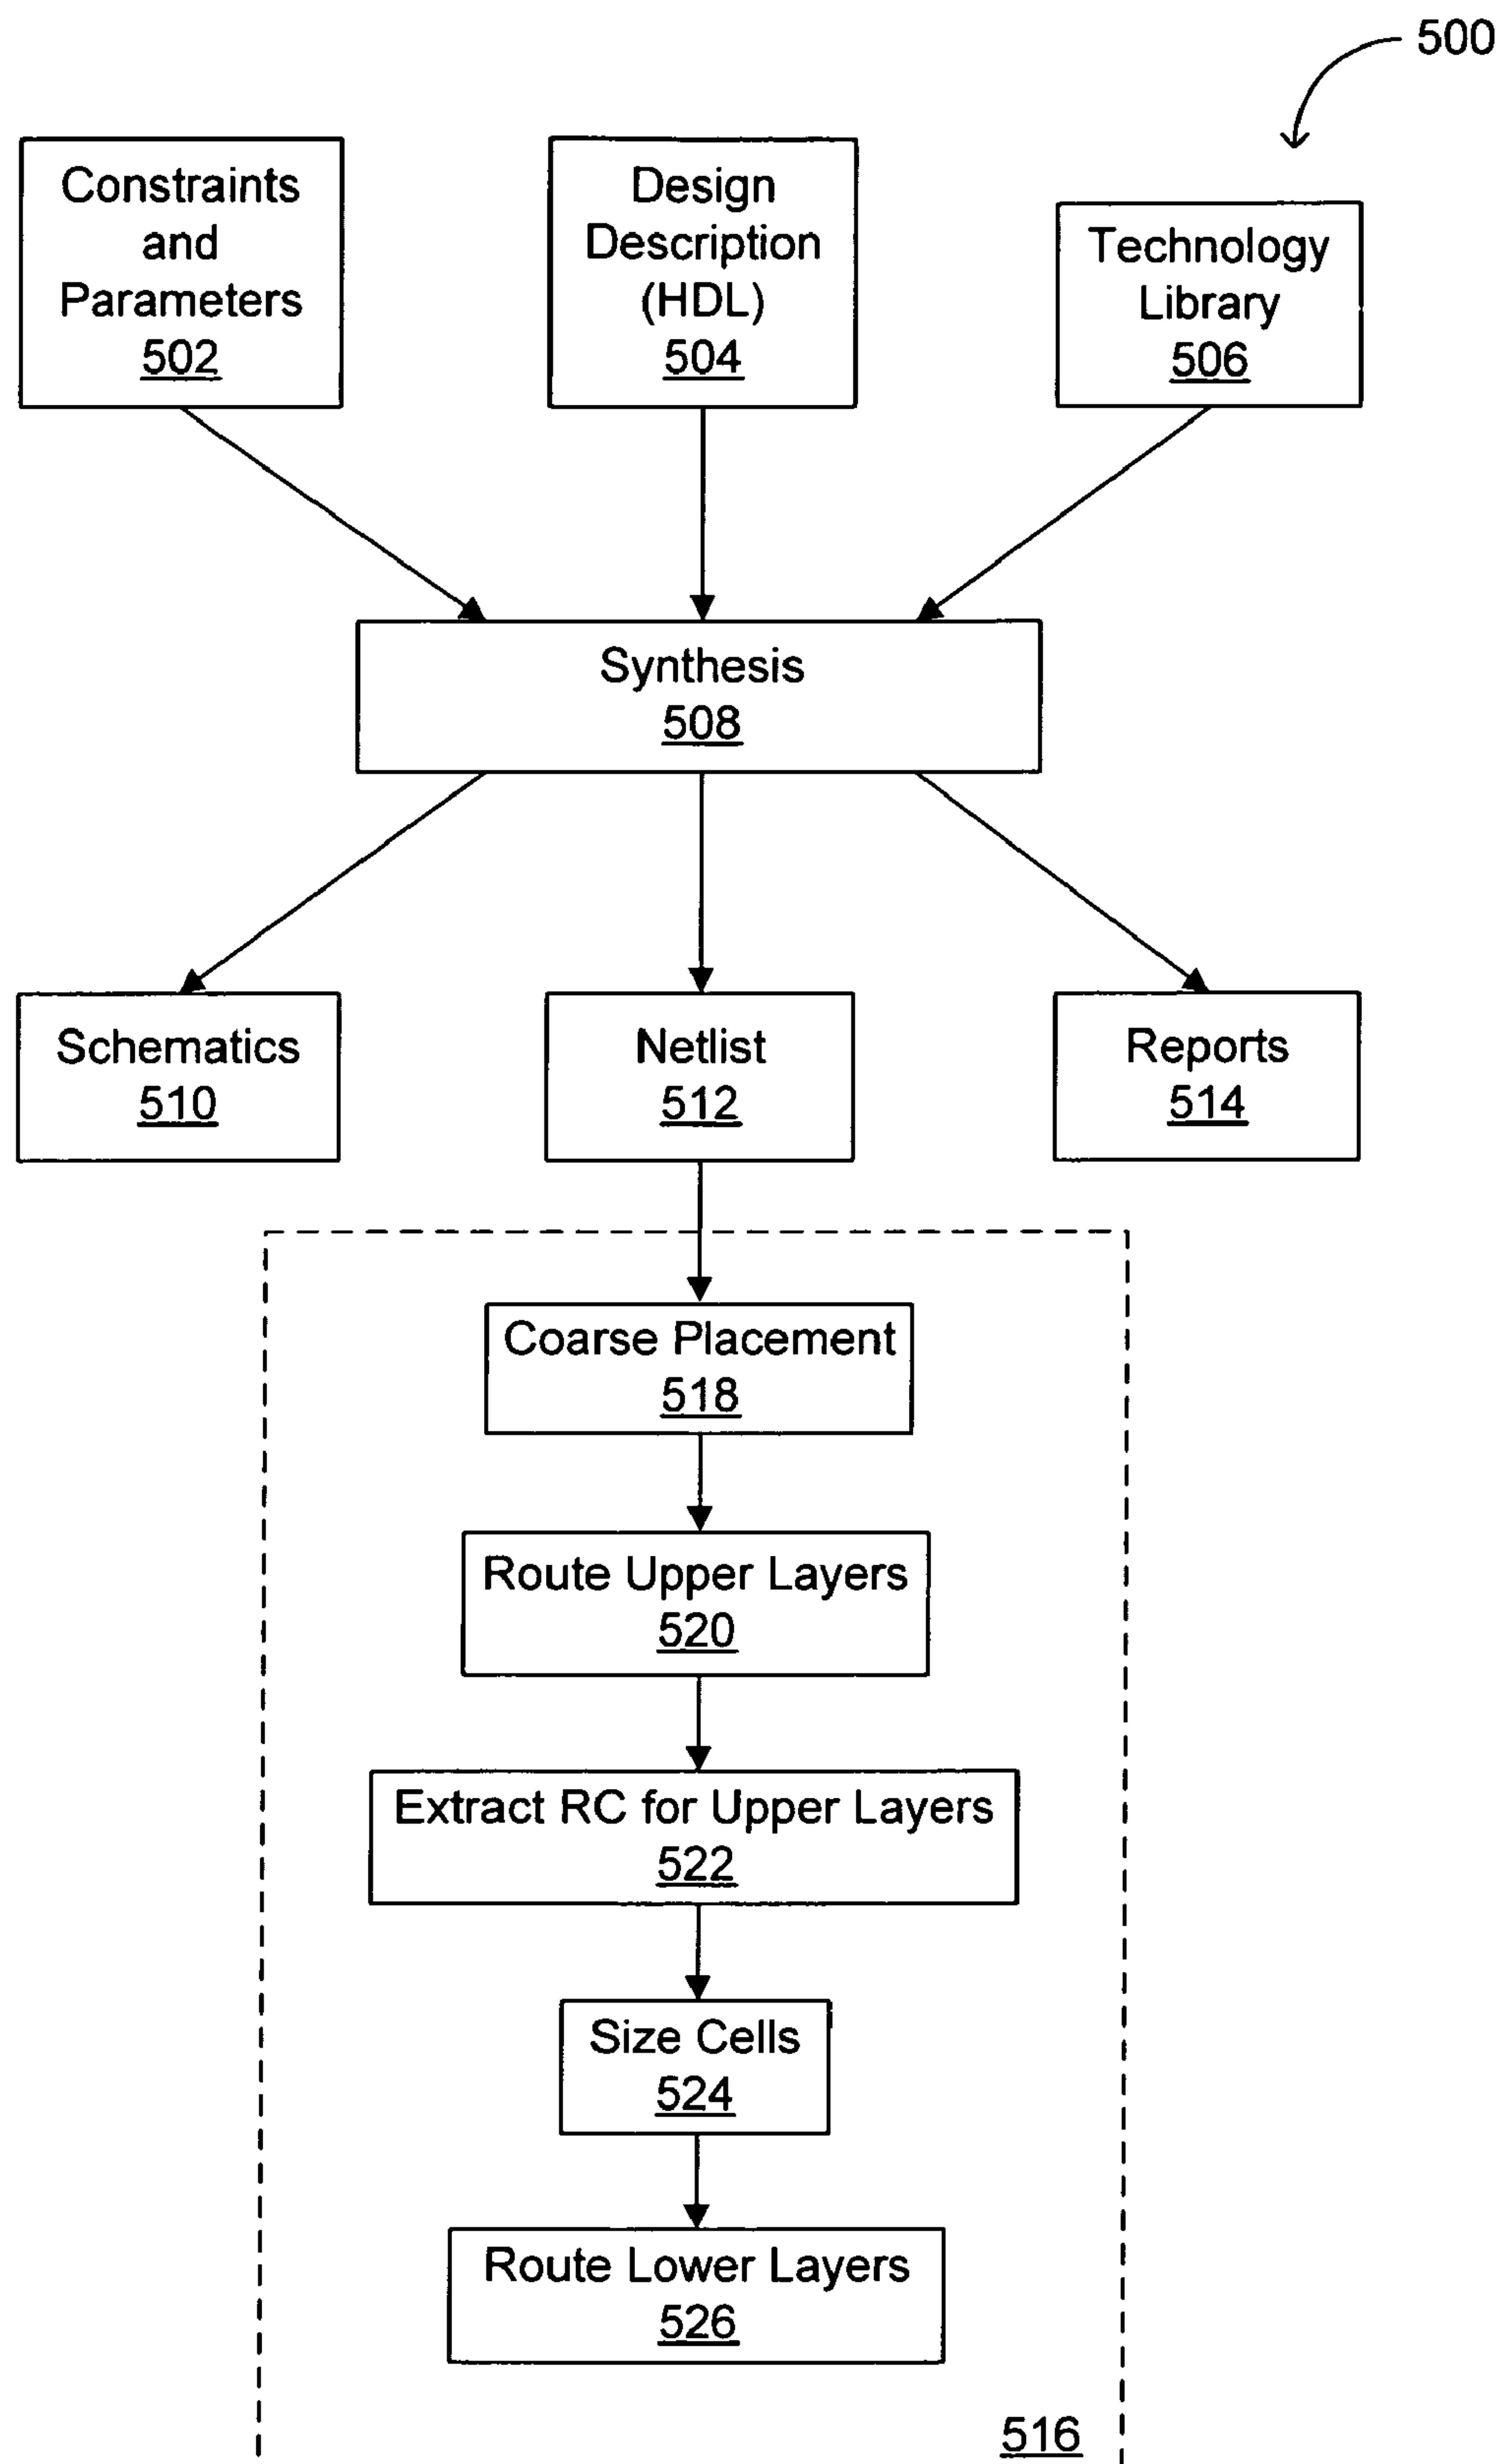 500
Constraints
and
Parameters
502
Design
Description
(HDL)
504
Technology
Library
506
Synthesis
508
Schematics
510
Netlist
512
Reports
514
Coarse Placement
518
Route Upper Layers
520
Extract RC for Upper Layers
522
Size Cells
524
Route Lower Layers
526
516